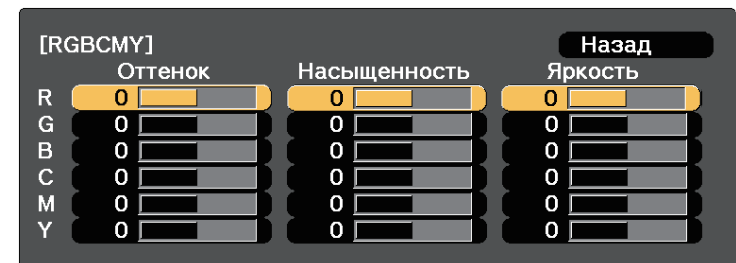 [RGBCMY] Назад
Оттенок Насыщенность Яркость
R 0 0 0
G 0 0 0
B 0 0 0
C 0 0 0
M 0 0 0
Y 0 0 0